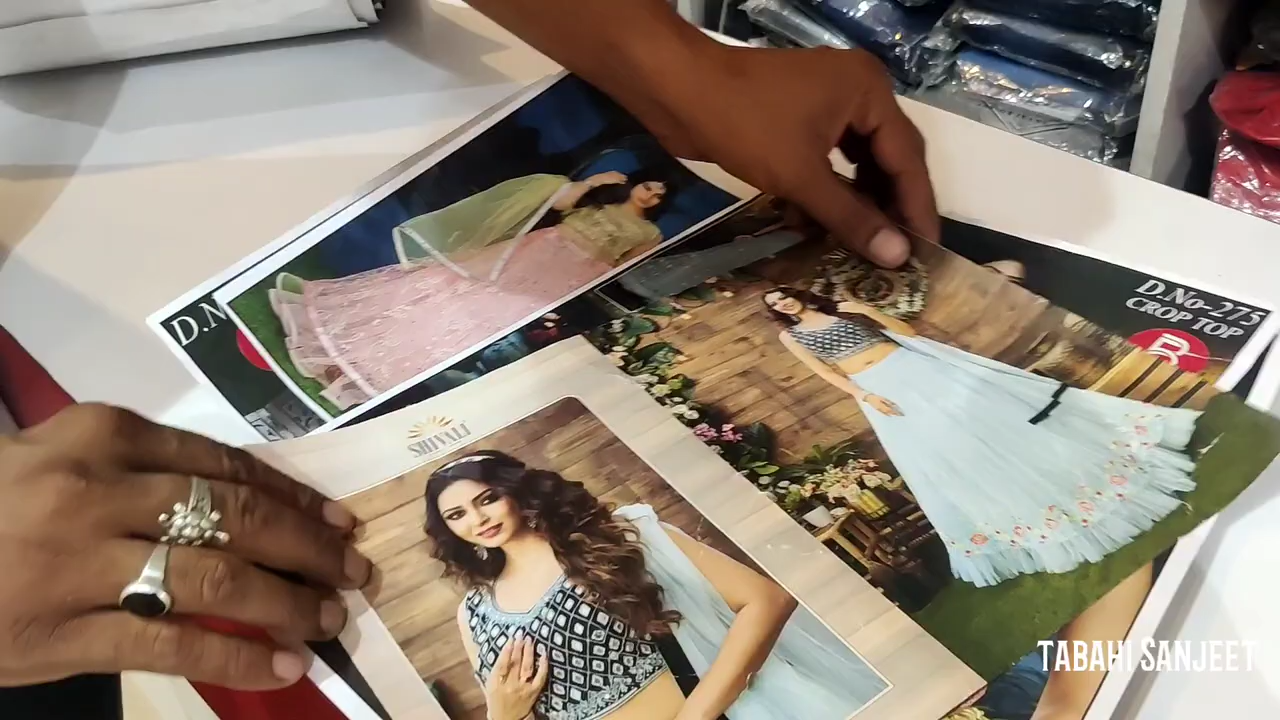 D.N
D.No-275
CROP TOP
R
SHIVALI
TABAHI SANJEET